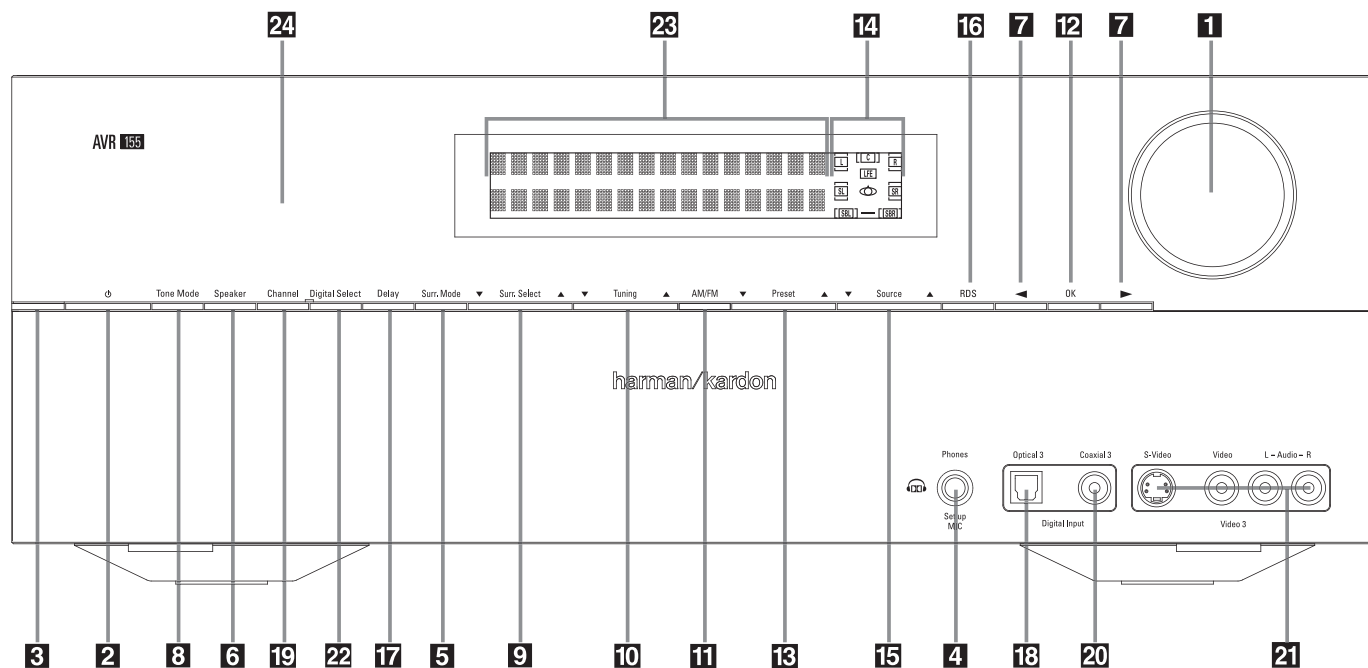 24 23 14 16 7 12 7 1
AVR 155
L C R
LFE
SL SR
SBL SBR
Tone Mode Speaker Channel Digital Select Delay Surr. Mode ▼ Surr. Select ▲ ▼ Tuning ▲ AM/FM ▼ Preset ▲ ▼ Source ▲ RDS ◄ OK ►
harman/kardon
Phones Optical 3 Coaxial 3 S-Video Video L – Audio – R
Set up
MIC
Digital Input Video 3
3 2 8 6 19 22 17 5 9 10 11 13 15 4 18 20 21